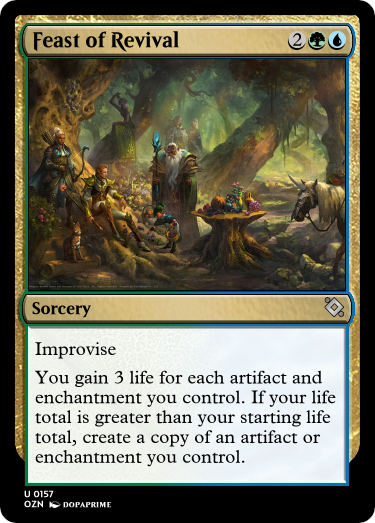 Feast of Revival 2
Sorcery
Improvise
You gain 3 life for each artifact and
enchantment you control. If your life
total is greater than your starting life
total, create a copy of an artifact or
enchantment you control.
U 0157
OZN DOPAPRIME